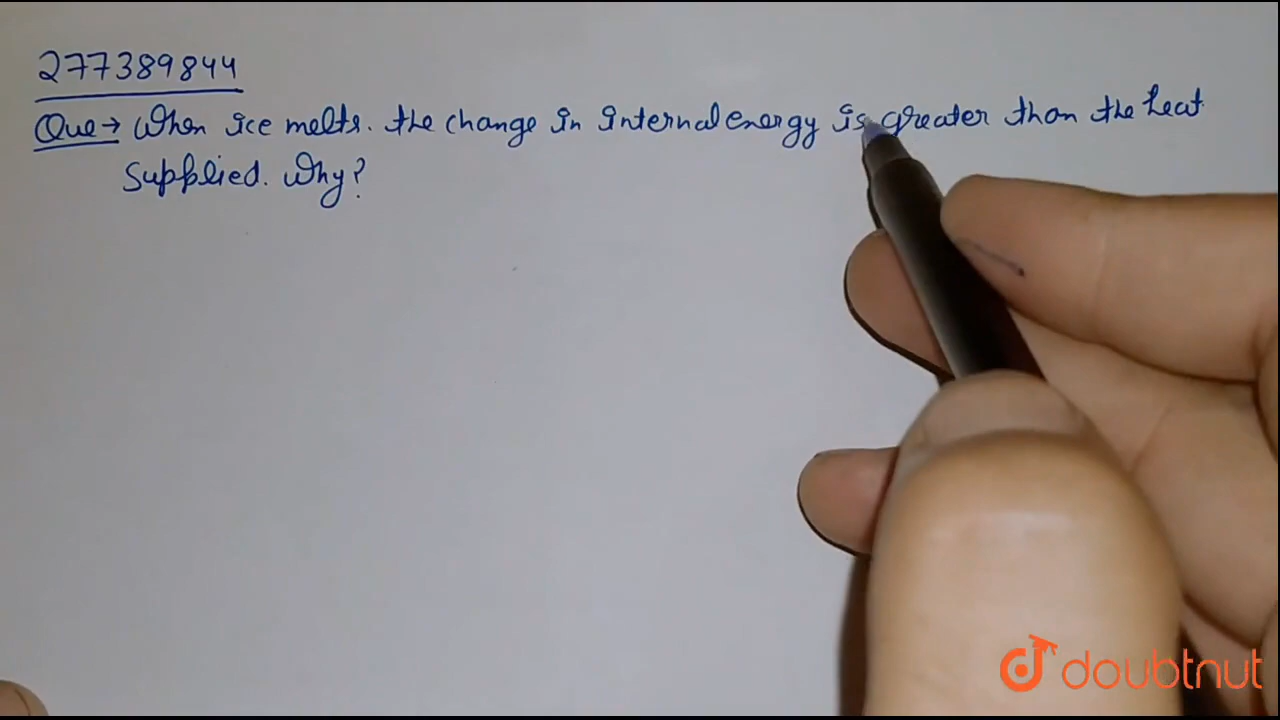 277389844
Que → When ice melts. the change in internal energy is greater than the heat
supplied. Why?
doubtnut